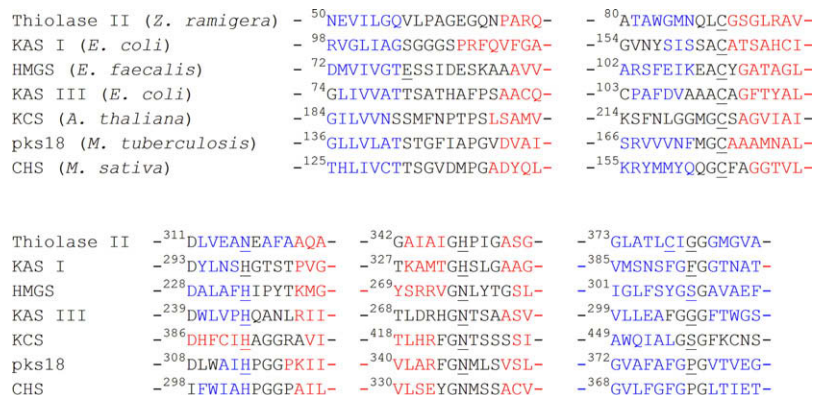 Thiolase II (Z. ramigera) - 50NEVILGQVLPAGEGQNPARQ- - 80ATAWGMNQLCGSGLRAV-
KAS I (E. coli) - 98RVGLIAGSGGGSPRFQVFGA- -154GVNYSISSACATSAHCI-
HMGS (E. faecalis) - 72DMVIVGTESSIDESKAAAVV- -102ARSFEIKEACYGATAGL-
KAS III (E. coli) - 74GLIVVATTSATHAFPSAACQ- -103CPAFDVAAACAGFTYAL-
KCS (A. thaliana) -184GILVVNSSMFNPTPSLSAMV- -214KSFNLGGMGCSAGVIAI-
pks18 (M. tuberculosis) -136GLLVLATSTGFIAPGVDVAI- -166SRVVVNFMGCAAAMNAL-
CHS (M. sativa) -125THLIVCTTSGVDMPGADYQL- -155KRYMMYQQGCFAGGTVL-
Thiolase II -311DLVEANEAFAAQA- -342GAIAIGHPIGASG- -373GLATLCIGGGMGVA-
KAS I -293DYLNSHGTSTPVG- -327TKAMTGHSLGAAG- -385VMSNSFGFGGTNAT-
HMGS -228DALAFHIPYTKMG- -269YSRRVGNLYTGSL- -301IGLFSYGSGAVAEF-
KAS III -239DWLVPHQANLRII- -268TLDRHGNTSAASV- -299VLLEAFGGGFTWGS-
KCS -386DHFCIHAGGRAVI- -418TLHRFGNTSSSSI- -449AWQIALGSGFKCNS-
pks18 -308DLWAIHPGGPKII- -340VLARFGNMLSVSL- -372GVAFAFGPGVTVEG-
CHS -298IFWIAHPGGPAIL- -330VLSEYGNMSSACV- -368GVLFGFGPGLTIET-